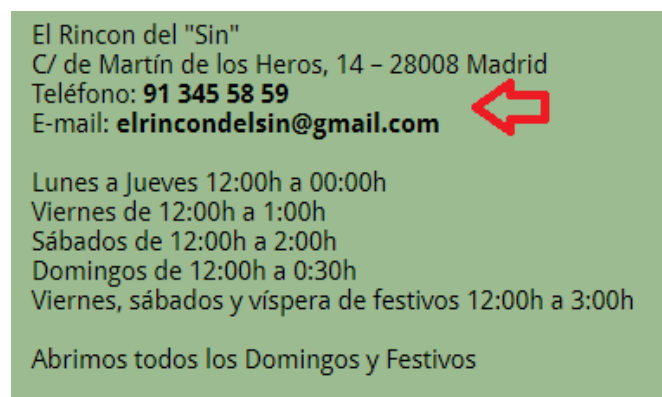 El Rincon del "Sin"
C/ de Martín de los Heros, 14 – 28008 Madrid
Teléfono: 91 345 58 59
E-mail: elrincondelsin@gmail.com
Lunes a Jueves 12:00h a 00:00h
Viernes de 12:00h a 1:00h
Sábados de 12:00h a 2:00h
Domingos de 12:00h a 0:30h
Viernes, sábados y víspera de festivos 12:00h a 3:00h
Abrimos todos los Domingos y Festivos